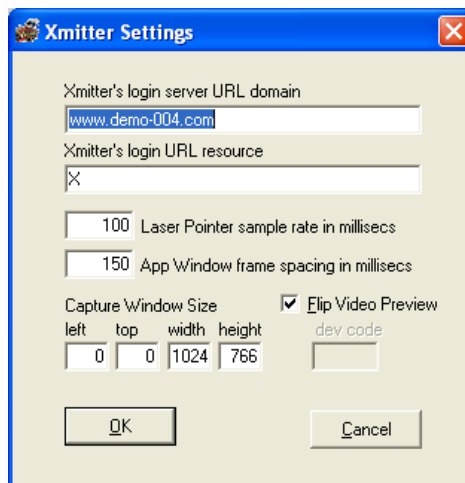 Xmitter Settings
Xmitter's login server URL domain
www.demo-004.com
Xmitter's login URL resource
X
100 Laser Pointer sample rate in millisecs
150 App Window frame spacing in millisecs
Capture Window Size Flip Video Preview
left top width height dev code
0 0 1024 766
OK Cancel